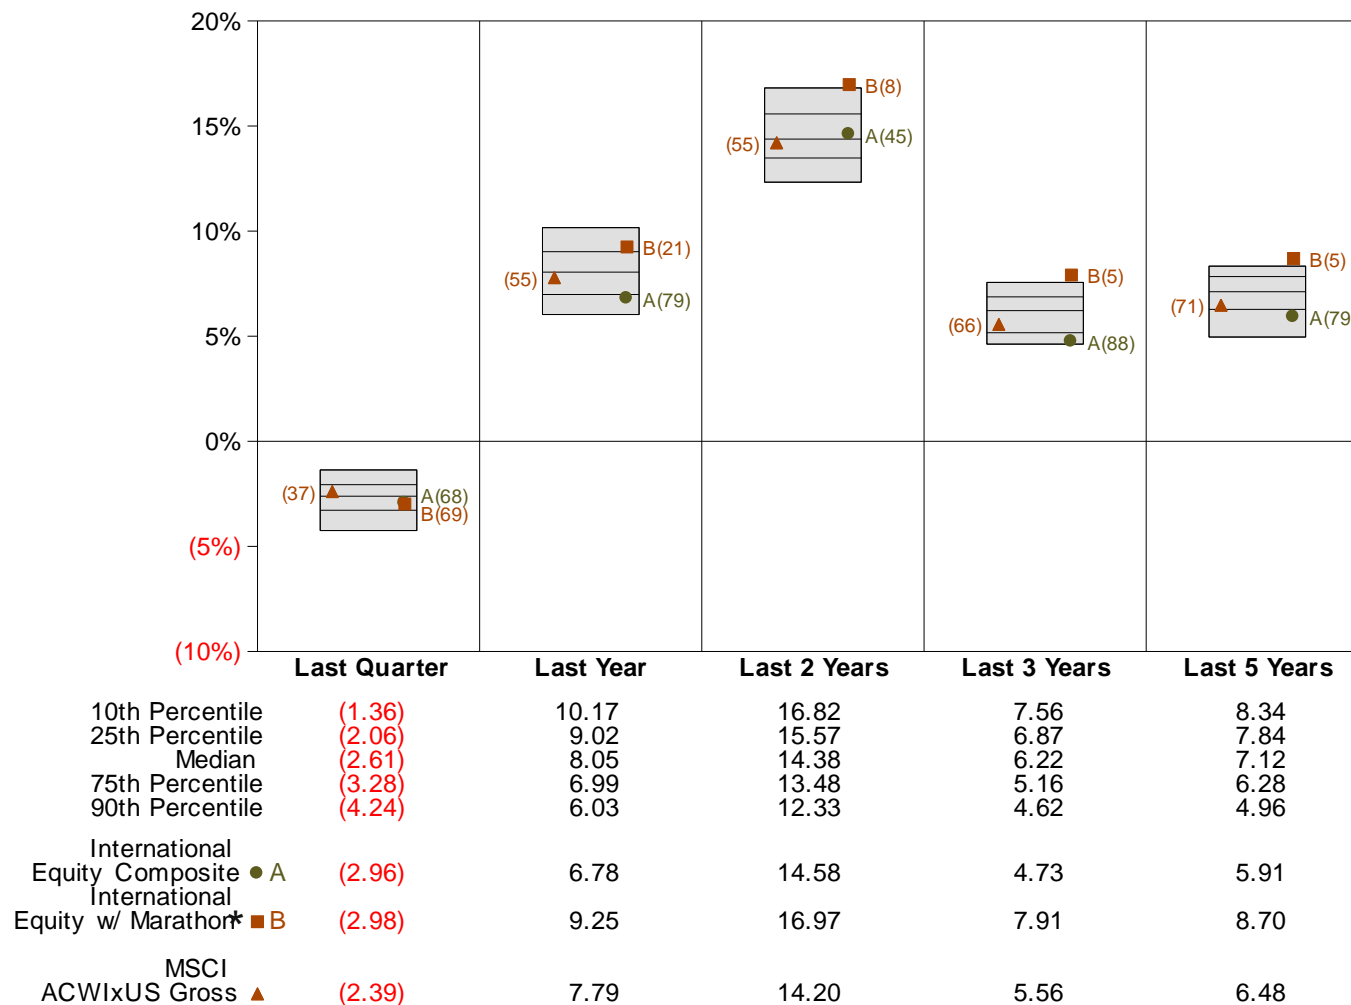 20%
15%
10%
5%
0%
(5%)
(10%)
(37)
A(68)
B(69)
(55)
B(21)
A(79)
(55)
B(8)
A(45)
(66)
B(5)
A(88)
(71)
B(5)
A(79
Last Quarter Last Year Last 2 Years Last 3 Years Last 5 Years
10th Percentile (1.36) 10.17 16.82 7.56 8.34
25th Percentile (2.06) 9.02 15.57 6.87 7.84
Median (2.61) 8.05 14.38 6.22 7.12
75th Percentile (3.28) 6.99 13.48 5.16 6.28
90th Percentile (4.24) 6.03 12.33 4.62 4.96
International
Equity Composite A (2.96) 6.78 14.58 4.73 5.91
International
Equity w/ Marathon* B (2.98) 9.25 16.97 7.91 8.70
MSCI
ACWIxUS Gross (2.39) 7.79 14.20 5.56 6.48